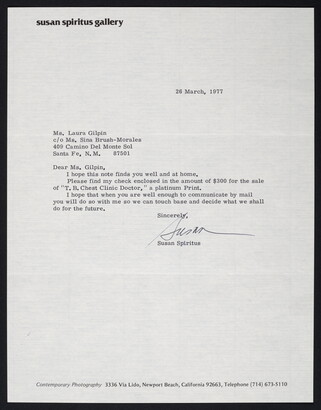 susan spiritus gallery
26 March, 1977
Ms. Laura Gilpin
c/o Ms. Sina Brush-Morales
409 Camino Del Monte Sol
Santa Fe, N.M. 87501
Dear Ms. Gilpin,
I hope this note finds you well and at home.
Please find my check enclosed in the amount of $300 for the sale
of "T.B. Chest Clinic Doctor," a platinum Print.
I hope that when you are well enough to communicate by mail
you will do so with me so we can touch base and decide what we shall
do for the future.
Sincerely,
Susan
Susan Spiritus
Contemporary Photography 3336 Via Lido, Newport Beach, California 92663, Telephone (714) 673-5110